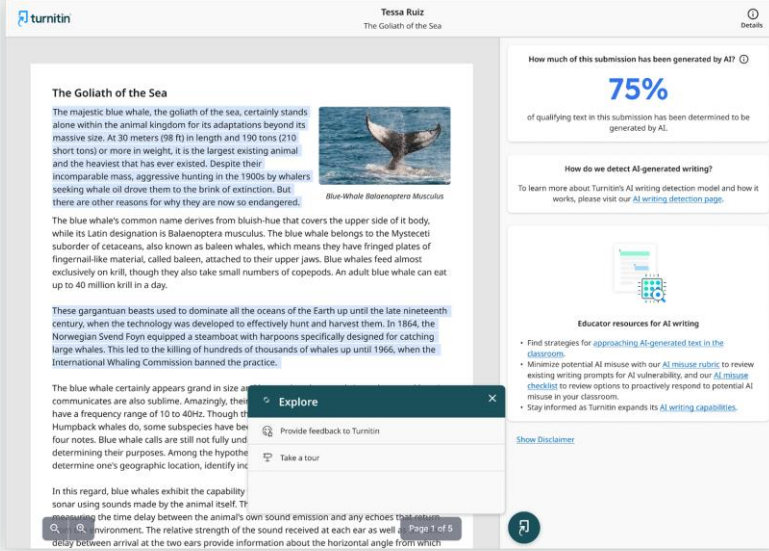 turnitin
Tessa Ruiz
The Goliath of the Sea
Details
The Goliath of the Sea
The majestic blue whale, the goliath of the sea, certainly stands
alone within the animal kingdom for its adaptations beyond its
massive size. At 30 meters (98 ft) in length and 190 tons (210
short tons) or more in weight, it is the largest existing animal
and the heaviest that has ever existed. Despite their
incomparable mass, aggressive hunting in the 1900s by whalers
seeking whale oil drove them to the brink of extinction. But
there are other reasons for why they are now so endangered.
Blue-Whale Balaenoptera Musculus
The blue whale's common name derives from bluish-hue that covers the upper side of it body,
while its Latin designation is Balaenoptera musculus. The blue whale belongs to the Mysteceti
suborder of cetaceans, also known as baleen whales, which means they have fringed plates of
fingernail-like material, called baleen, attached to their upper jaws. Blue whales feed almost
exclusively on krill, though they also take small numbers of copepods. An adult blue whale can eat
up to 40 million krill in a day.
These gargantuan beasts used to dominate all the oceans of the Earth up until the late nineteenth
century, when the technology was developed to effectively hunt and harvest them. In 1864, the
Norwegian Svend Foyn equipped a steamboat with harpoons specifically designed for catching
large whales. This led to the killing of hundreds of thousands of whales up until 1966, when the
International Whaling Commission banned the practice.
The blue whale certainly appears grand in size
communicates are also sublime. Amazingly, their
have a frequency range of 10 to 40Hz. Though
Humpback whales do, some subspecies have
four notes. Blue whale calls are still not fully
determining their purposes. Among the
determine one's geographic location, identify
In this regard, blue whales exhibit the capability
sonar using sounds made by the animal itself.
measuring the time delay between the animal's own sound emission and any echoes that return
environment. The relative strength of the sound received at each ear as well
delay between arrival at the two ears provide information about the horizontal angle from which
Explore
Provide feedback to Turnitin
Take a tour
Page 1 of 5
How much of this submission has been generated by AI?
75%
of qualifying text in this submission has been determined to be
generated by AI.
How do we detect AI-generated writing?
To learn more about Turnitin's AI writing detection model and how it
works, please visit our AI writing detection page.
Educator resources for AI writing
• Find strategies for approaching AI-generated text in the
classroom.
• Minimize potential AI misuse with our AI misuse rubric to review
existing writing prompts for AI vulnerability, and our AI misuse
checklist to review options to proactively respond to potential AI
misuse in your classroom.
• Stay informed as Turnitin expands its AI writing capabilities.
Show Disclaimer